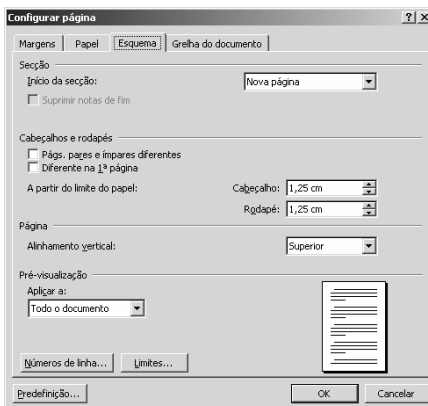 Configurar página
Margens Papel Esquema Grelha do documento
Secção
Início da secção: Nova página
Suprimir notas de fim
Cabeçalhos e rodapés
Págs. pares e ímpares diferentes
Diferente na 1ª página
A partir do limite do papel: Cabeçalho: 1,25 cm
Rodapé: 1,25 cm
Página
Alinhamento vertical: Superior
Pré-visualização
Aplicar a:
Todo o documento
Números de linha... Limites...
Predefinição... OK Cancelar